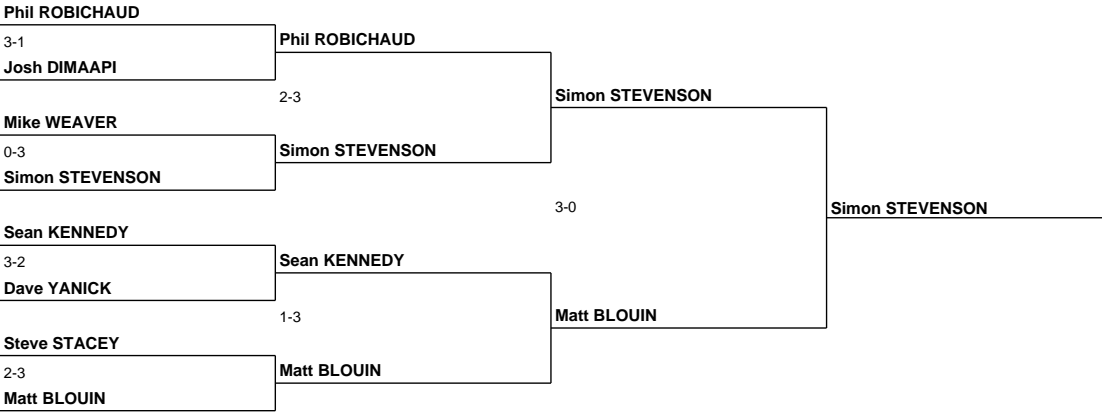 Phil ROBICHAUD
3-1
Phil ROBICHAUD
Josh DIMAAPI
2-3
Simon STEVENSON
Mike WEAVER
0-3
Simon STEVENSON
Simon STEVENSON
3-0
Simon STEVENSON
Sean KENNEDY
3-2
Sean KENNEDY
Dave YANICK
1-3
Matt BLOUIN
Steve STACEY
2-3
Matt BLOUIN
Matt BLOUIN